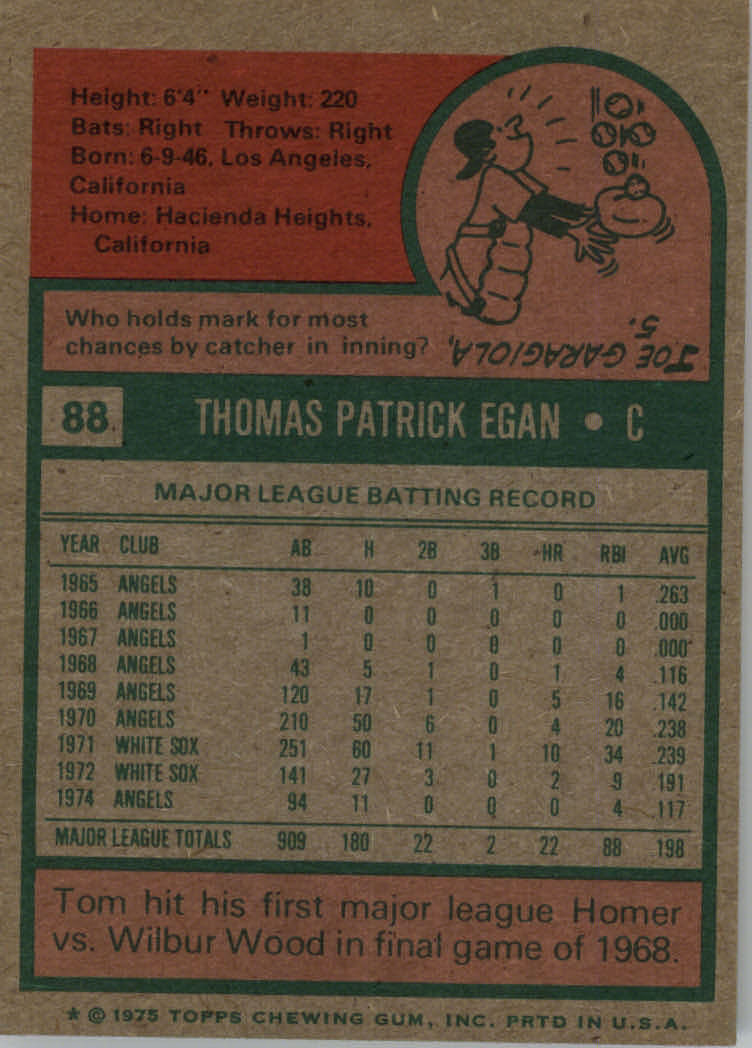 Height: 6'4" Weight: 220
Bats: Right Throws: Right
Born: 6-9-46, Los Angeles,
California
Home: Hacienda Heights,
California
Who holds mark for most
chances by catcher in inning?
JOE GARAGIOLA,
5.
88 THOMAS PATRICK EGAN • C
MAJOR LEAGUE BATTING RECORD
YEAR CLUB AB H 2B 3B HR RBI AVG
1965 ANGELS 38 10 0 1 0 1 .263
1966 ANGELS 11 0 0 0 0 0 .000
1967 ANGELS 1 0 0 0 0 0 .000
1968 ANGELS 43 5 1 0 1 4 .116
1969 ANGELS 120 17 1 0 5 16 .142
1970 ANGELS 210 50 6 0 4 20 .238
1971 WHITE SOX 251 60 11 1 10 34 .239
1972 WHITE SOX 141 27 3 0 2 9 .191
1974 ANGELS 94 11 0 0 0 4 .117
MAJOR LEAGUE TOTALS 909 180 22 2 22 88 .198
Tom hit his first major league Homer
vs. Wilbur Wood in final game of 1968.
* © 1975 TOPPS CHEWING GUM, INC. PRTD IN U.S.A.